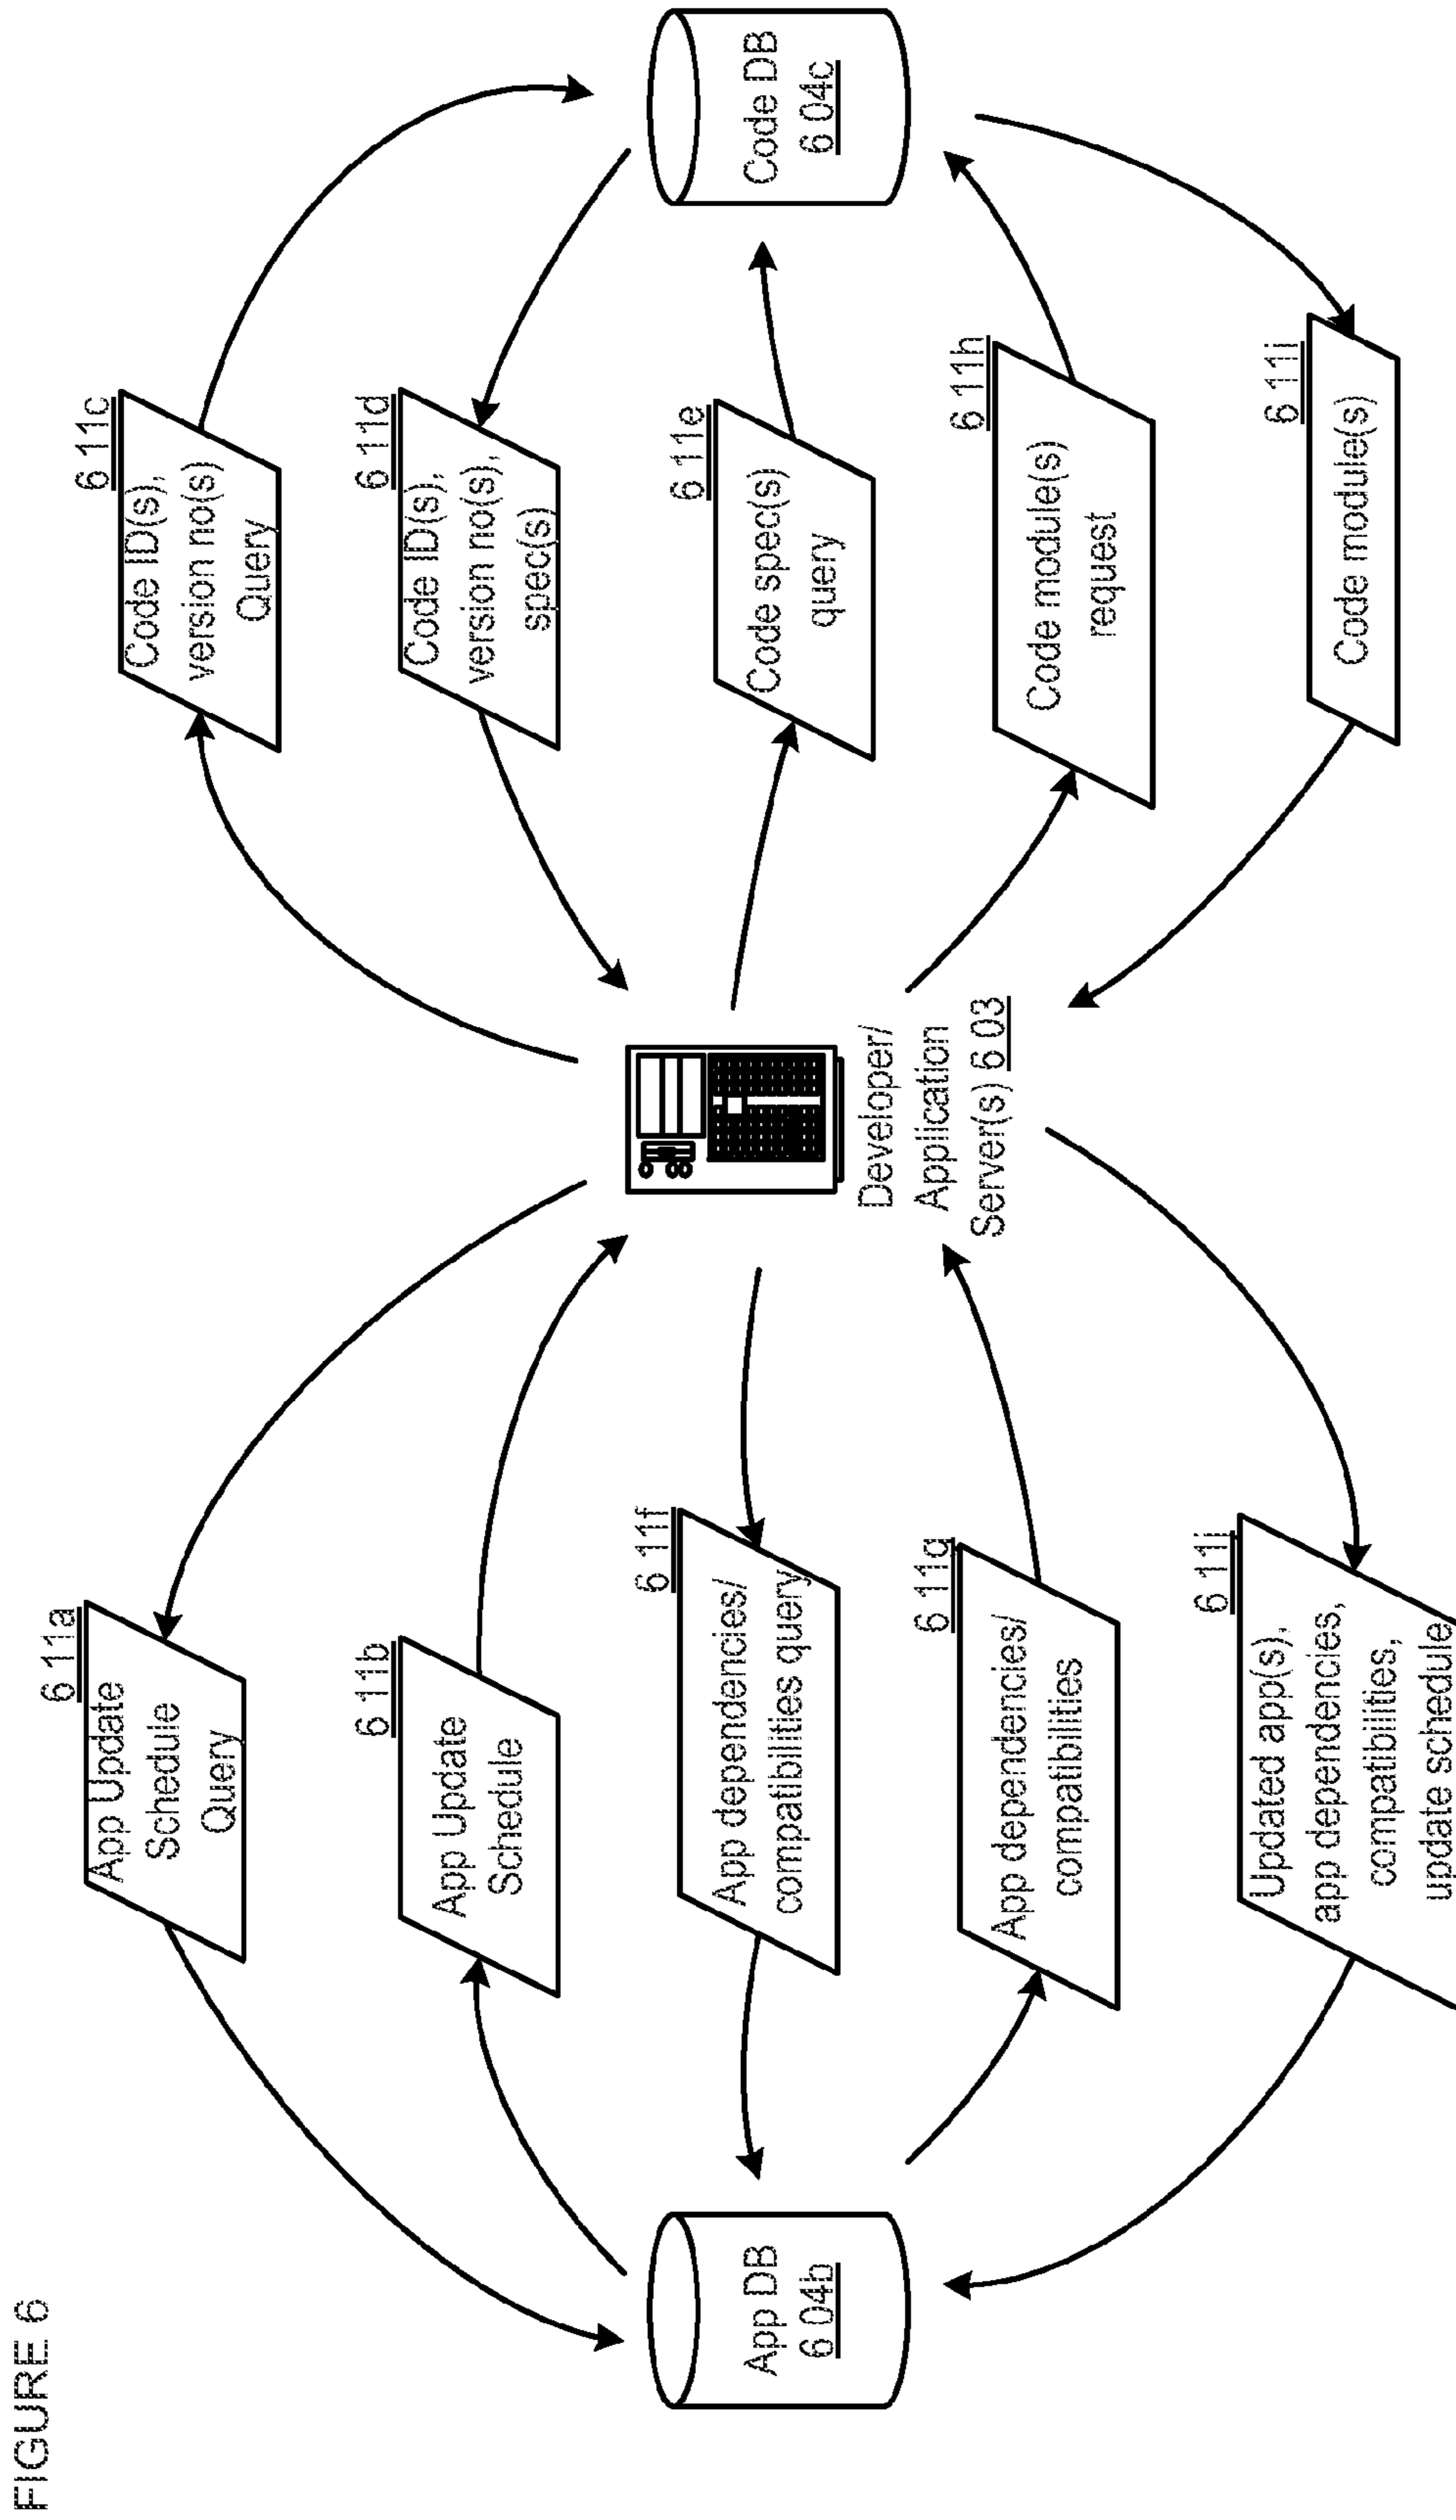 FIGURE 6
6 11a
App Update
Schedule
Query
6 11b
App Update
Schedule
6 11f
App dependencies/
compatibilities query
6 11g
App dependencies/
compatibilities
6 11j
Updated app(s),
app dependencies,
compatibilities,
update schedule
App DB
6 04b
Developer/
Application
Server(s) 6 03
6 11c
Code ID(s),
version no(s)
Query
6 11d
Code ID(s),
version no(s),
spec(s)
6 11e
Code spec(s)
query
6 11h
Code module(s)
request
6 11i
Code module(s)
Code DB
6 04c